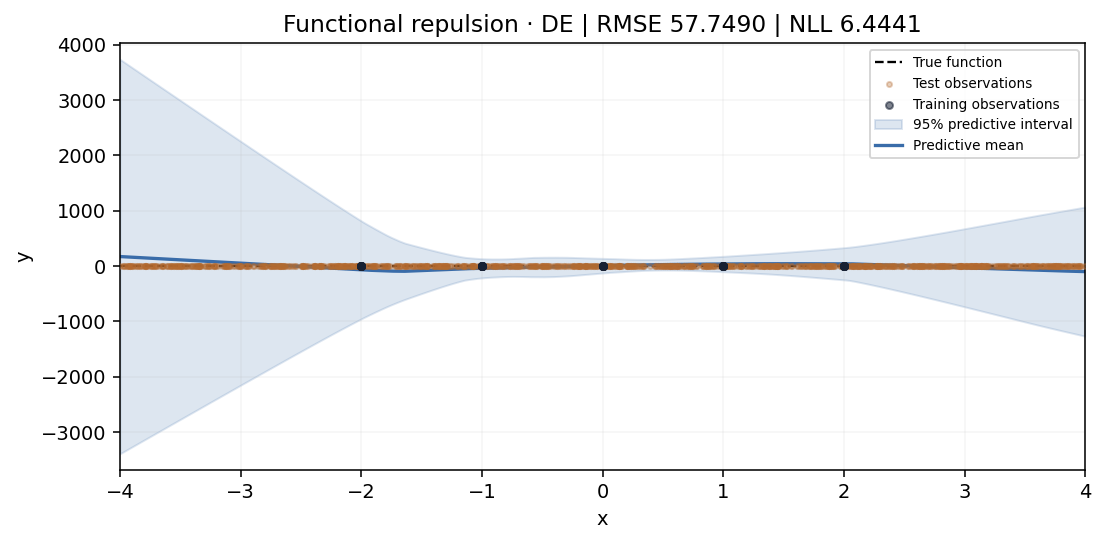 Functional repulsion · DE | RMSE 57.7490 | NLL 6.4441
4000
3000
2000
1000
0
−1000
−2000
−3000
y
−4
−3
−2
−1
0
1
2
3
4
x
True function
Test observations
Training observations
95% predictive interval
Predictive mean